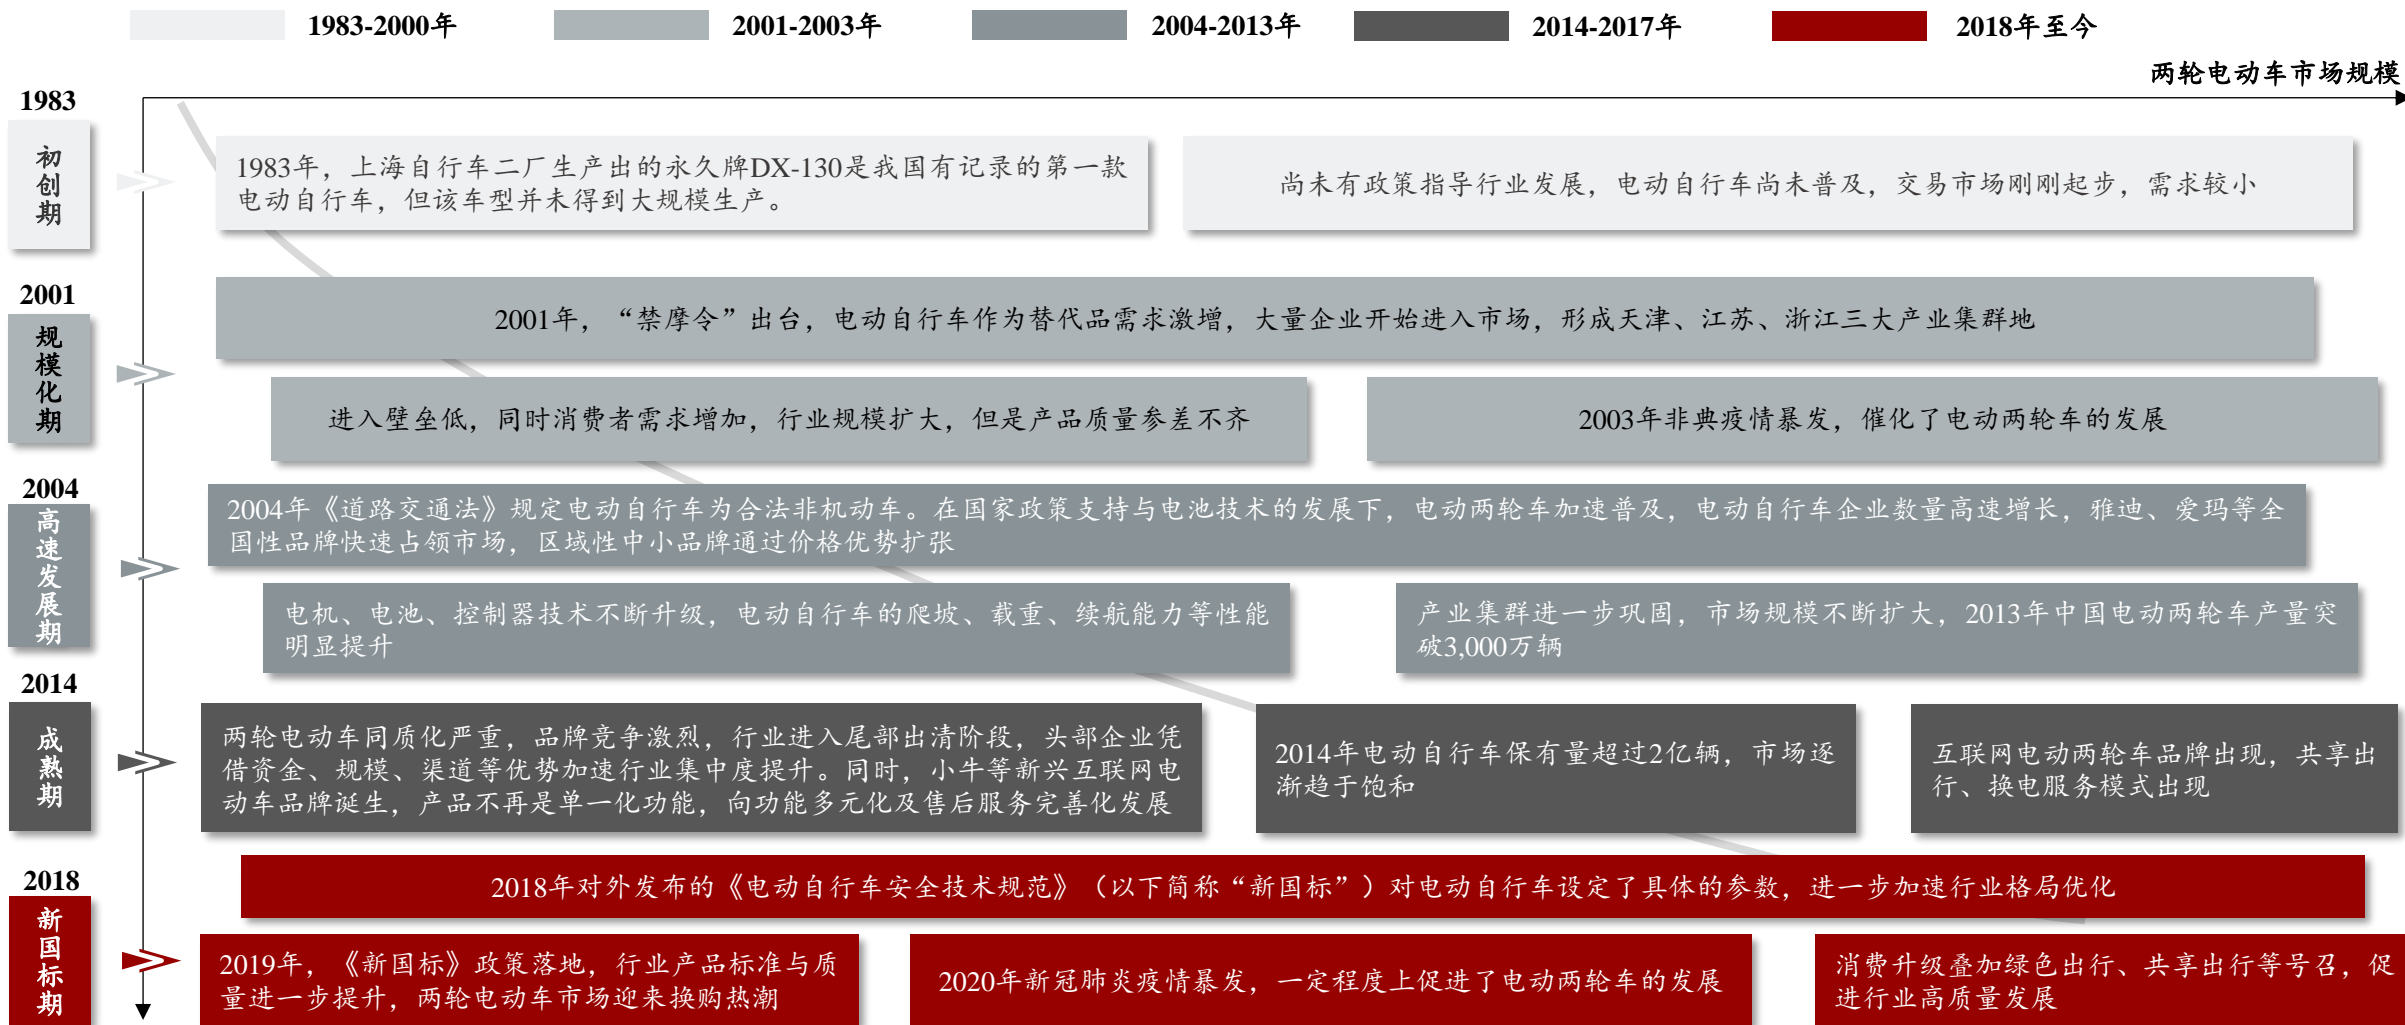 1983-2000年
2001-2003年
2004-2013年
2014-2017年
2018年至今
两轮电动车市场规模
1983
初创期
1983年，上海自行车二厂生产出的永久牌DX-130是我国有记录的第一款
电动自行车，但该车型并未得到大规模生产。
尚未有政策指导行业发展，电动自行车尚未普及，交易市场刚刚起步，需求较小
2001
规模化期
2001年，“禁摩令”出台，电动自行车作为替代品需求激增，大量企业开始进入市场，形成天津、江苏、浙江三大产业集群地
进入壁垒低，同时消费者需求增加，行业规模扩大，但是产品质量参差不齐
2003年非典疫情暴发，催化了电动两轮车的发展
2004
高速发展期
2004年《道路交通法》规定电动自行车为合法非机动车。在国家政策支持与电池技术的发展下，电动两轮车加速普及，电动自行车企业数量高速增长，雅迪、爱玛等全
国性品牌快速占领市场，区域性中小品牌通过价格优势扩张
电机、电池、控制器技术不断升级，电动自行车的爬坡、载重、续航能力等性能
明显提升
产业集群进一步巩固，市场规模不断扩大，2013年中国电动两轮车产量突
破3,000万辆
2014
成熟期
两轮电动车同质化严重，品牌竞争激烈，行业进入尾部出清阶段，头部企业凭
借资金、规模、渠道等优势加速行业集中度提升。同时，小牛等新兴互联网电
动车品牌诞生，产品不再是单一化功能，向功能多元化及售后服务完善化发展
2014年电动自行车保有量超过2亿辆，市场逐
渐趋于饱和
互联网电动两轮车品牌出现，共享出
行、换电服务模式出现
2018
新国标期
2018年对外发布的《电动自行车安全技术规范》（以下简称“新国标”）对电动自行车设定了具体的参数，进一步加速行业格局优化
2019年，《新国标》政策落地，行业产品标准与质
量进一步提升，两轮电动车市场迎来换购热潮
2020年新冠肺炎疫情暴发，一定程度上促进了电动两轮车的发展
消费升级叠加绿色出行、共享出行等号召，促
进行业高质量发展